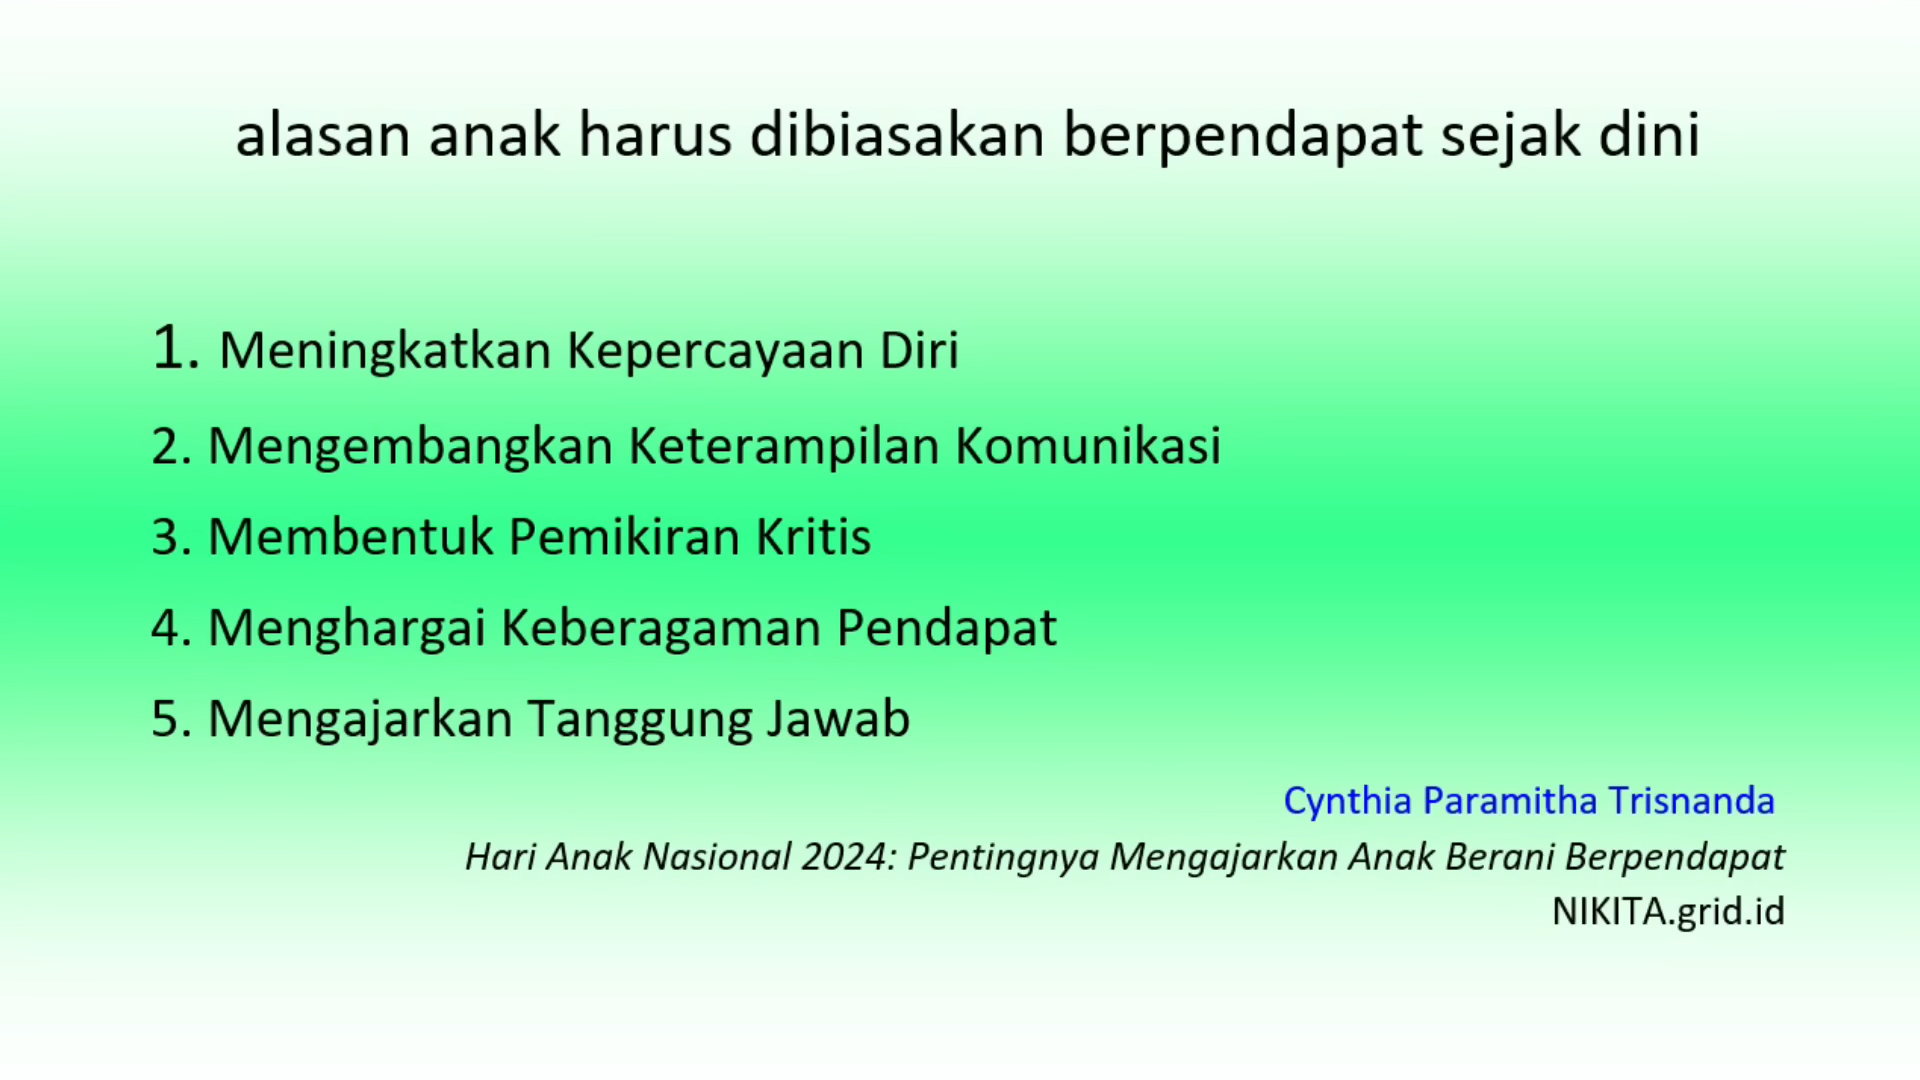 alasan anak harus dibiasakan berpendapat sejak dini
1. Meningkatkan Kepercayaan Diri
2. Mengembangkan Keterampilan Komunikasi
3. Membentuk Pemikiran Kritis
4. Menghargai Keberagaman Pendapat
5. Mengajarkan Tanggung Jawab
Cynthia Paramitha Trisnanda
Hari Anak Nasional 2024: Pentingnya Mengajarkan Anak Berani Berpendapat
NIKITA.grid.id